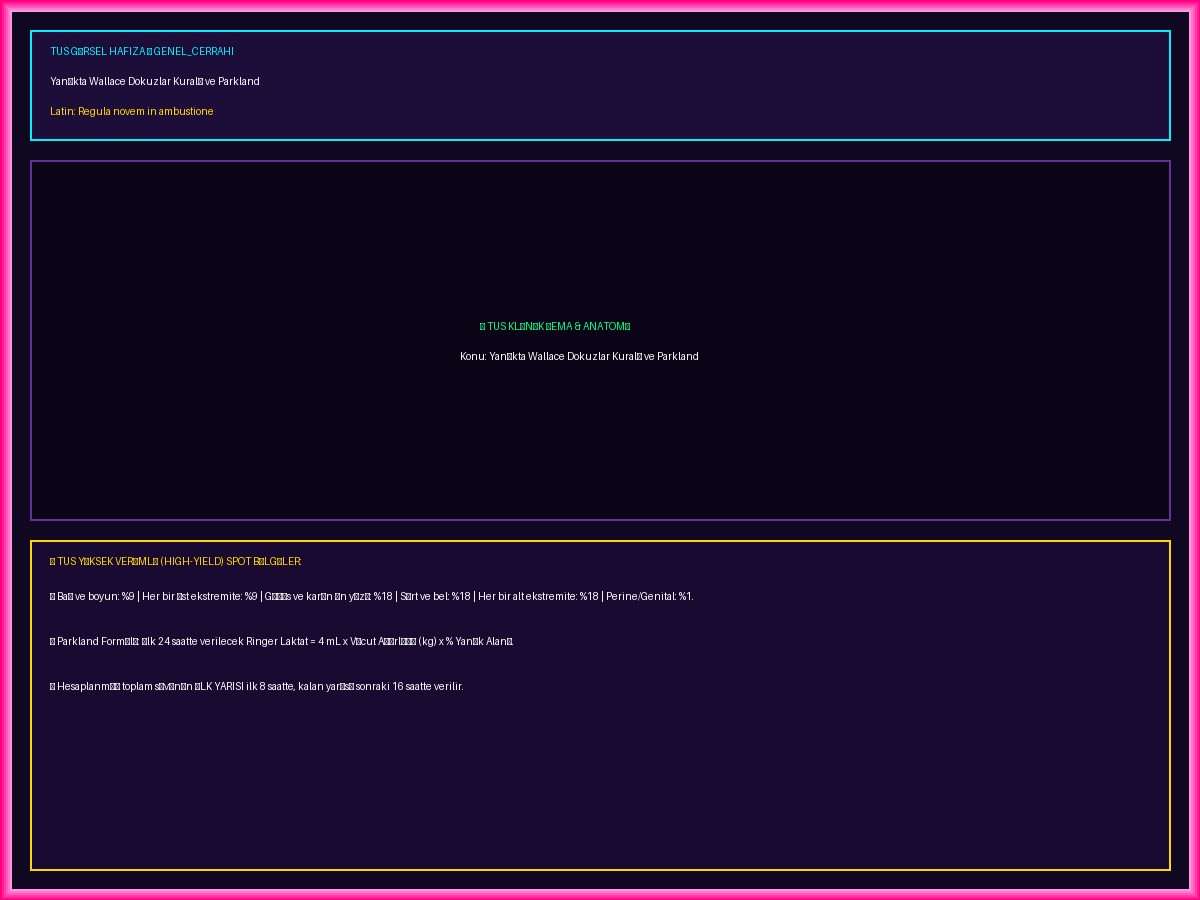 TUS G□RSEL HAFIZA □ GENEL_CERRAHI
Yan□kta Wallace Dokuzlar Kural□ ve Parkland
Latin: Regula novem in ambustione
□ TUS KL□N□K □EMA & ANATOM□
Konu: Yan□kta Wallace Dokuzlar Kural□ ve Parkland
□ TUS Y□KSEK VER□ML□ (HIGH-YIELD) SPOT B□LG□LER:
□ Ba□ ve boyun: %9 | Her bir □st ekstremite: %9 | G□□□s ve kar□n □n y□z□: %18 | S□rt ve bel: %18 | Her bir alt ekstremite: %18 | Perine/Genital: %1.
□ Parkland Form□l□: □lk 24 saatte verilecek Ringer Laktat = 4 mL x V□cut A□□rl□□□ (kg) x % Yan□k Alan□.
□ Hesaplanm□□ toplam s□v□n□n □LK YARISI ilk 8 saatte, kalan yar□s□ sonraki 16 saatte verilir.